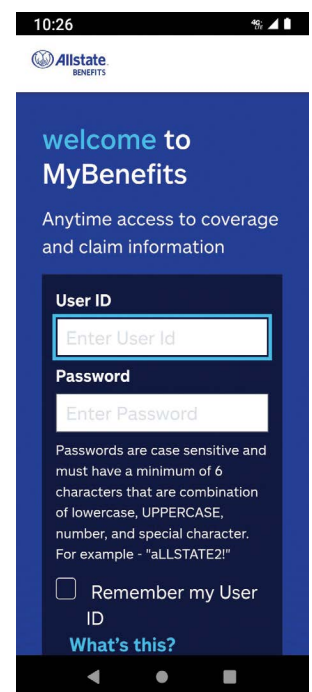 10:26
4G
LTE
Allstate
BENEFITS
welcome to
MyBenefits
Anytime access to coverage
and claim information
User ID
Enter User Id
Password
Enter Password
Passwords are case sensitive and
must have a minimum of 6
characters that are combination
of lowercase, UPPERCASE,
number, and special character.
For example - "aLLSTATE2!"
Remember my User
ID
What's this?